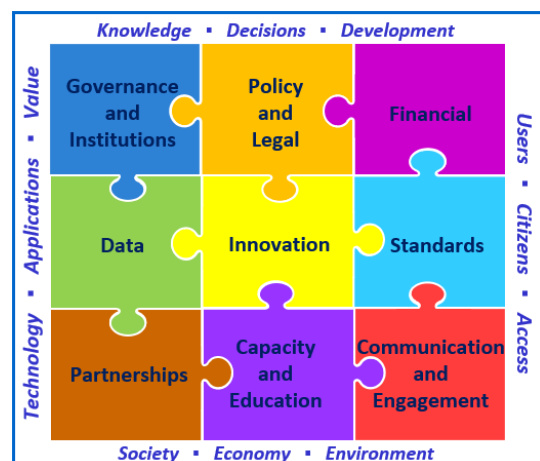 Knowledge ▪ Decisions ▪ Development
Technology ▪ Applications ▪ Value
Governance
and
Institutions
Policy
and
Legal
Financial
Data
Innovation
Standards
Partnerships
Capacity
and
Education
Communication
and
Engagement
Users ▪ Citizens ▪ Access
Society ▪ Economy ▪ Environment